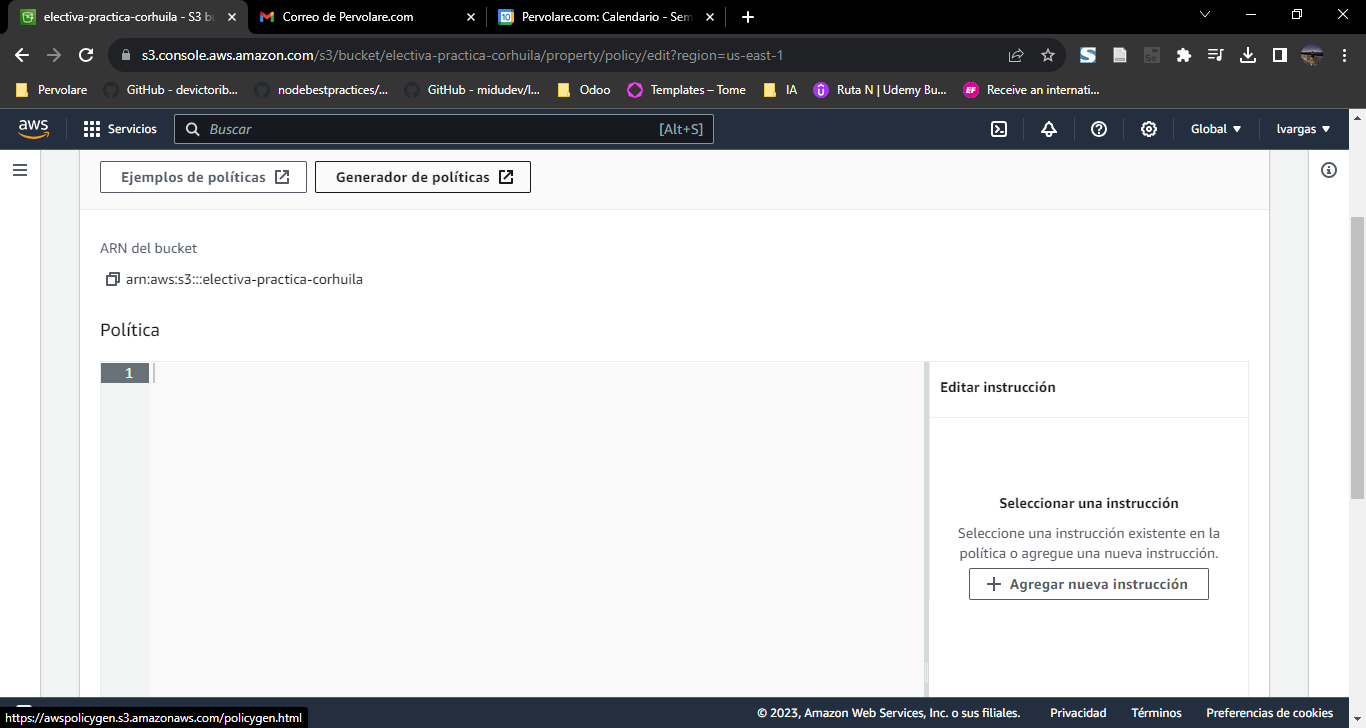 electiva-practica-corhuila - S3 bu
Correo de Pervolare.com
Pervolare.com: Calendario - Sem
s3.console.aws.amazon.com/s3/bucket/electiva-practica-corhuila/property/policy/edit?region=us-east-1
Pervolare
GitHub - devictorib...
nodebestpractices/...
GitHub - midudev/l...
Odoo
Templates – Tome
IA
Ruta N | Udemy Bu...
EF
Receive an internati...
aws
Servicios
Buscar
[Alt+S]
Global
lvargas
Ejemplos de políticas
Generador de políticas
ARN del bucket
arn:aws:s3:::electiva-practica-corhuila
Política
1
Editar instrucción
Seleccionar una instrucción
Seleccione una instrucción existente en la
política o agregue una nueva instrucción.
Agregar nueva instrucción
https://awspolicygen.s3.amazonaws.com/policygen.html
© 2023, Amazon Web Services, Inc. o sus filiales.
Privacidad
Términos
Preferencias de cookies